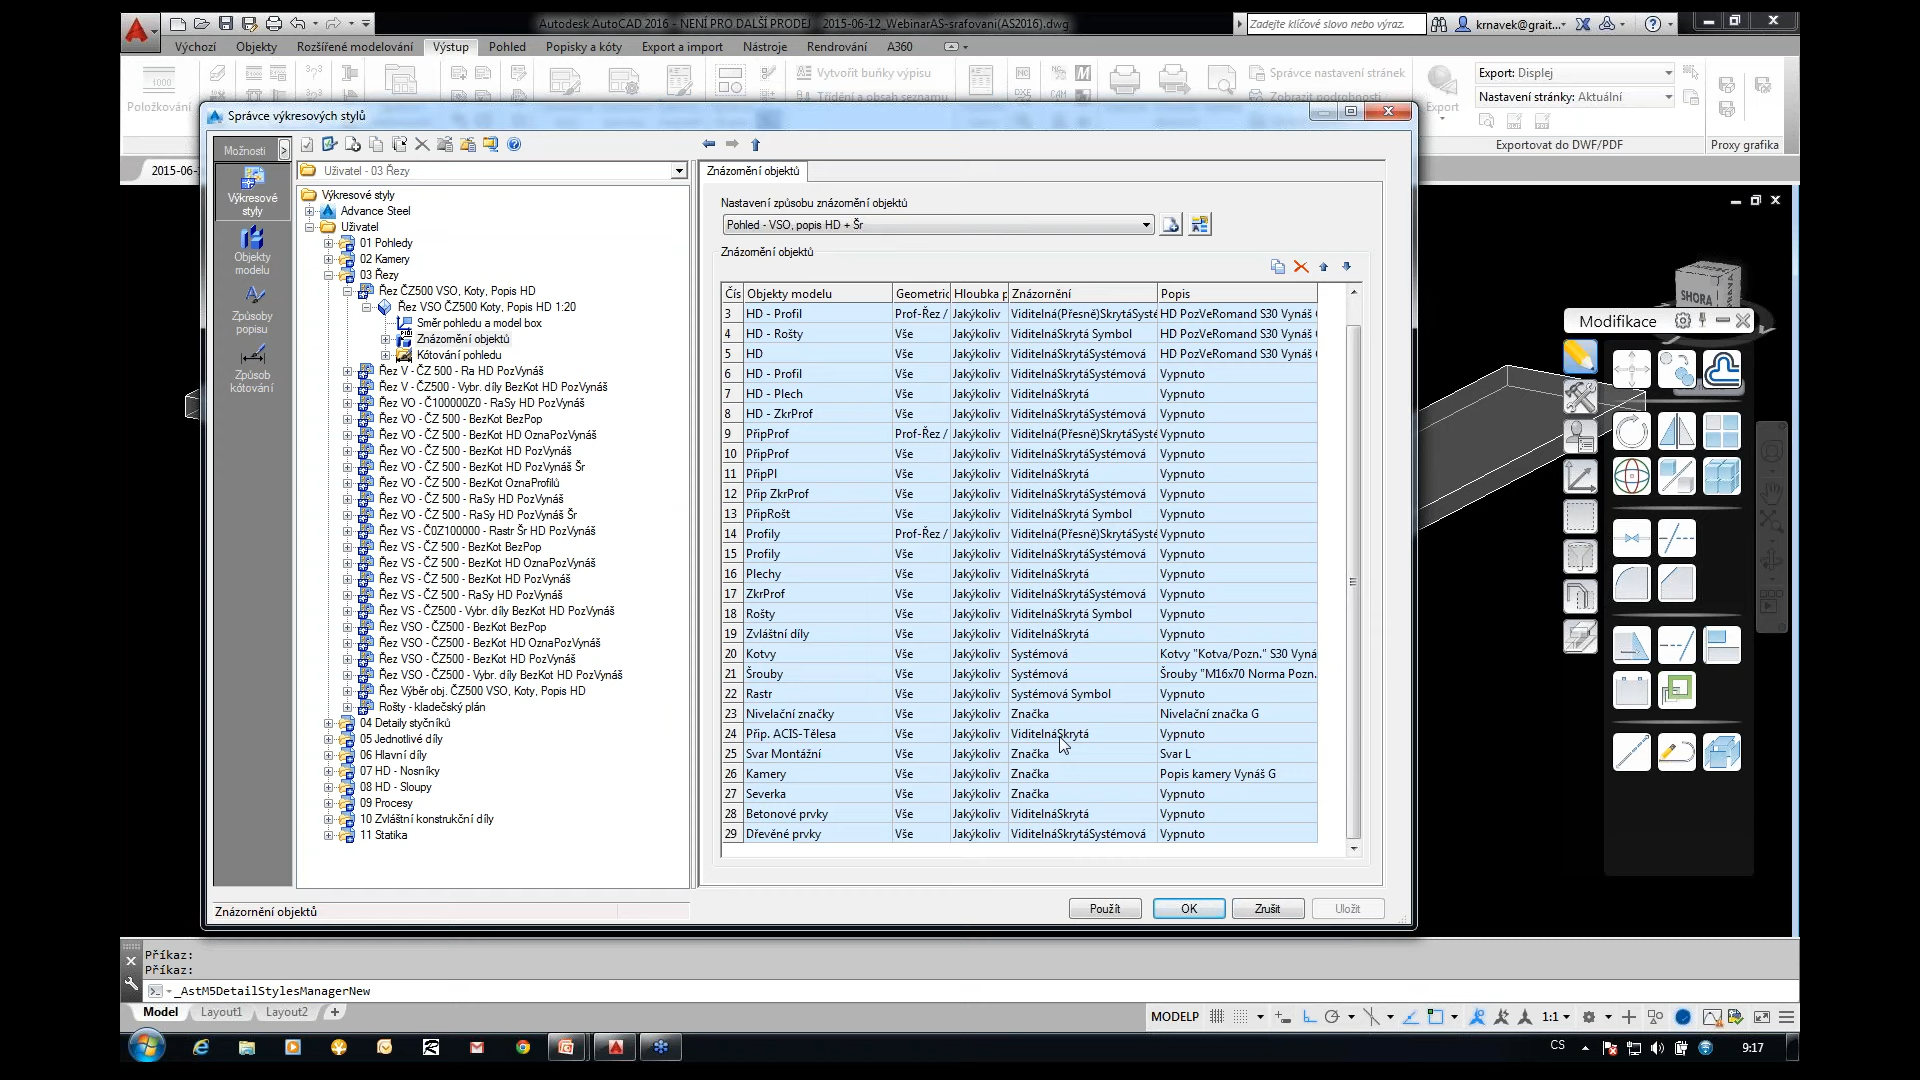 Autodesk AutoCAD 2016 - NENÍ PRO DALŠÍ PRODEJ 2015-06-12_WebinarAS-srafovani(AS2016).dwg
Zadejte klíčové slovo nebo výraz.
krnavek@grait...
Výchozí Objekty Rozšířené modelování Výstup Pohled Popisky a kóty Export a import Nástroje Rendrování A360
Vytvořit buňky výpisu
Správce nastavení stránek
Export: Displej
Položkování
Třídění a obsah seznamu
Zobrazit podrobnosti
Export
Nastavení stránky: Aktuální
Exportovat do DWF/PDF
Proxy grafika
2015-06-
Správce výkresových stylů
Možnosti
Výkresové styly
Objekty modelu
Způsoby popisu
Způsob kótování
Uživatel - 03 Řezy
Výkresové styly
Advance Steel
Uživatel
01 Pohledy
02 Kamery
03 Řezy
Řez ČZ500 VSO, Koty, Popis HD
Řez VSO ČZ500 Koty, Popis HD 1:20
Směr pohledu a model box
Znázornění objektů
Kótování pohledu
Řez V - ČZ 500 - Ra HD PozVynáš
Řez V - ČZ500 - Vybr. díly BezKot HD PozVynáš
Řez VO - Č100000Z0 - RaSy HD PozVynáš
Řez VO - ČZ 500 - BezKot BezPop
Řez VO - ČZ 500 - BezKot HD OznaPozVynáš
Řez VO - ČZ 500 - BezKot HD PozVynáš
Řez VO - ČZ 500 - BezKot HD PozVynáš Šr
Řez VO - ČZ 500 - BezKot OznaProfilů
Řez VO - ČZ 500 - RaSy HD PozVynáš
Řez VO - ČZ 500 - RaSy HD PozVynáš Šr
Řez VS - Č0Z100000 - Rastr Šr HD PozVynáš
Řez VS - ČZ 500 - BezKot BezPop
Řez VS - ČZ 500 - BezKot HD OznaPozVynáš
Řez VS - ČZ 500 - BezKot HD PozVynáš
Řez VS - ČZ 500 - RaSy HD PozVynáš
Řez VS - ČZ500 - Vybr. díly BezKot HD PozVynáš
Řez VSO - ČZ500 - BezKot BezPop
Řez VSO - ČZ500 - BezKot HD OznaPozVynáš
Řez VSO - ČZ500 - BezKot HD PozVynáš
Řez VSO - ČZ500 - Vybr. díly BezKot HD PozVynáš
Řez Výběr obj. ČZ500 VSO, Koty, Popis HD
Rošty - kladečský plán
04 Detaily styčníků
05 Jednotlivé díly
06 Hlavní díly
07 HD - Nosníky
08 HD - Sloupy
09 Procesy
10 Zvláštní konstrukční díly
11 Statika
Znázornění objektů
Znázornění objektů
Nastavení způsobu znázornění objektů
Pohled - VSO, popis HD + Šr
Znázornění objektů
Čís Objekty modelu Geometric Hloubka p Znázornění Popis
3 HD - Profil Prof-Řez / Jakýkoliv Viditelná(Přesně)SkrytáSysté HD PozVeRomand S30 Vynáš
4 HD - Rošty Vše Jakýkoliv ViditelnáSkrytá Symbol HD PozVeRomand S30 Vynáš
5 HD Vše Jakýkoliv ViditelnáSkrytáSystémová HD PozVeRomand S30 Vynáš
6 HD - Profil Vše Jakýkoliv ViditelnáSkrytáSystémová Vypnuto
7 HD - Plech Vše Jakýkoliv ViditelnáSkrytá Vypnuto
8 HD - ZkrProf Vše Jakýkoliv ViditelnáSkrytáSystémová Vypnuto
9 PřipProf Prof-Řez / Jakýkoliv Viditelná(Přesně)SkrytáSysté Vypnuto
10 PřipProf Vše Jakýkoliv ViditelnáSkrytáSystémová Vypnuto
11 PřipPl Vše Jakýkoliv ViditelnáSkrytá Vypnuto
12 Přip ZkrProf Vše Jakýkoliv ViditelnáSkrytáSystémová Vypnuto
13 PřipRošt Vše Jakýkoliv ViditelnáSkrytá Symbol Vypnuto
14 Profily Prof-Řez / Jakýkoliv Viditelná(Přesně)SkrytáSysté Vypnuto
15 Profily Vše Jakýkoliv ViditelnáSkrytáSystémová Vypnuto
16 Plechy Vše Jakýkoliv ViditelnáSkrytá Vypnuto
17 ZkrProf Vše Jakýkoliv ViditelnáSkrytáSystémová Vypnuto
18 Rošty Vše Jakýkoliv ViditelnáSkrytá Symbol Vypnuto
19 Zvláštní díly Vše Jakýkoliv ViditelnáSkrytá Vypnuto
20 Kotvy Vše Jakýkoliv Systémová Kotvy "Kotva/Pozn." S30 Vyná
21 Šrouby Vše Jakýkoliv Systémová Šrouby "M16x70 Norma Pozn.
22 Rastr Vše Jakýkoliv Systémová Symbol Vypnuto
23 Nivelační značky Vše Jakýkoliv Značka Nivelační značka G
24 Přip. ACIS-Tělesa Vše Jakýkoliv ViditelnáSkrytá Vypnuto
25 Svar Montážní Vše Jakýkoliv Značka Svar L
26 Kamery Vše Jakýkoliv Značka Popis kamery Vynáš G
27 Severka Vše Jakýkoliv Značka Vypnuto
28 Betonové prvky Vše Jakýkoliv ViditelnáSkrytá Vypnuto
29 Dřevěné prvky Vše Jakýkoliv ViditelnáSkrytáSystémová Vypnuto
Použít OK Zrušit Uložit
SHORA
Modifikace
Příkaz:
Příkaz:
_AstM5DetailStylesManagerNew
Model Layout1 Layout2 +
MODELP 1:1
CS 9:17